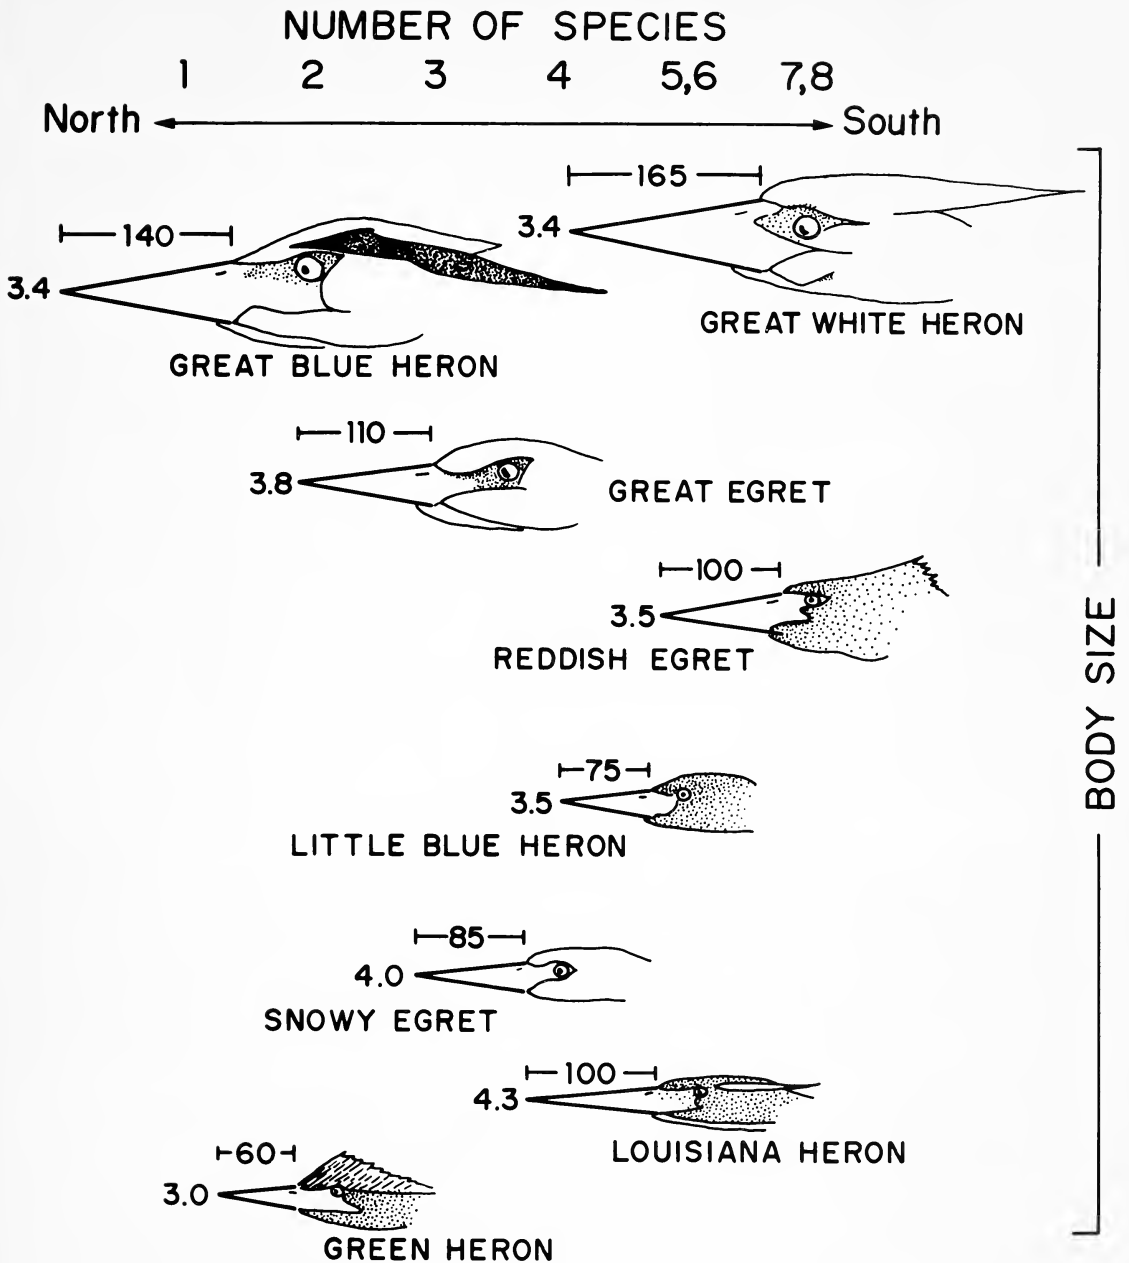 NUMBER OF SPECIES
1 2 3 4 5,6 7,8
North South
165
3.4
140
3.4
GREAT WHITE HERON
GREAT BLUE HERON
110
3.8
GREAT EGRET
100
3.5
REDDISH EGRET
75
3.5
LITTLE BLUE HERON
85
4.0
SNOWY EGRET
100
4.3
LOUISIANA HERON
60
3.0
GREEN HERON
BODY SIZE